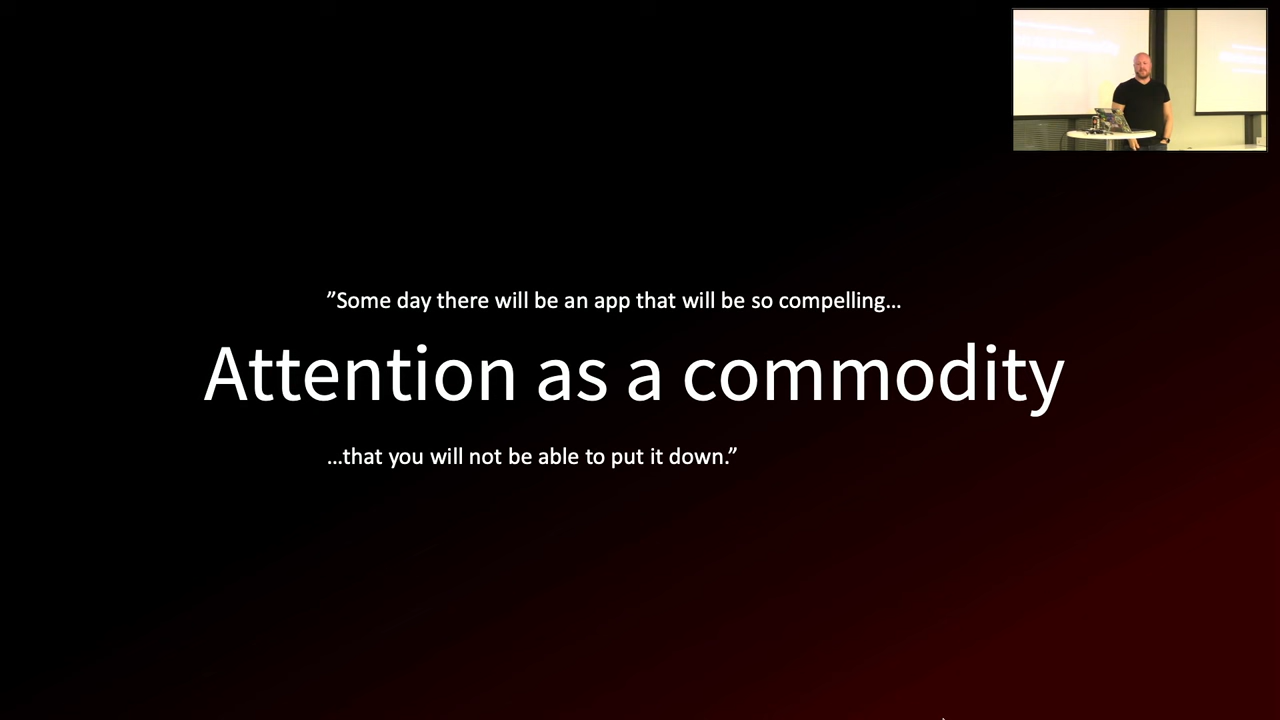 ”Some day there will be an app that will be so compelling...
Attention as a commodity
...that you will not be able to put it down.”